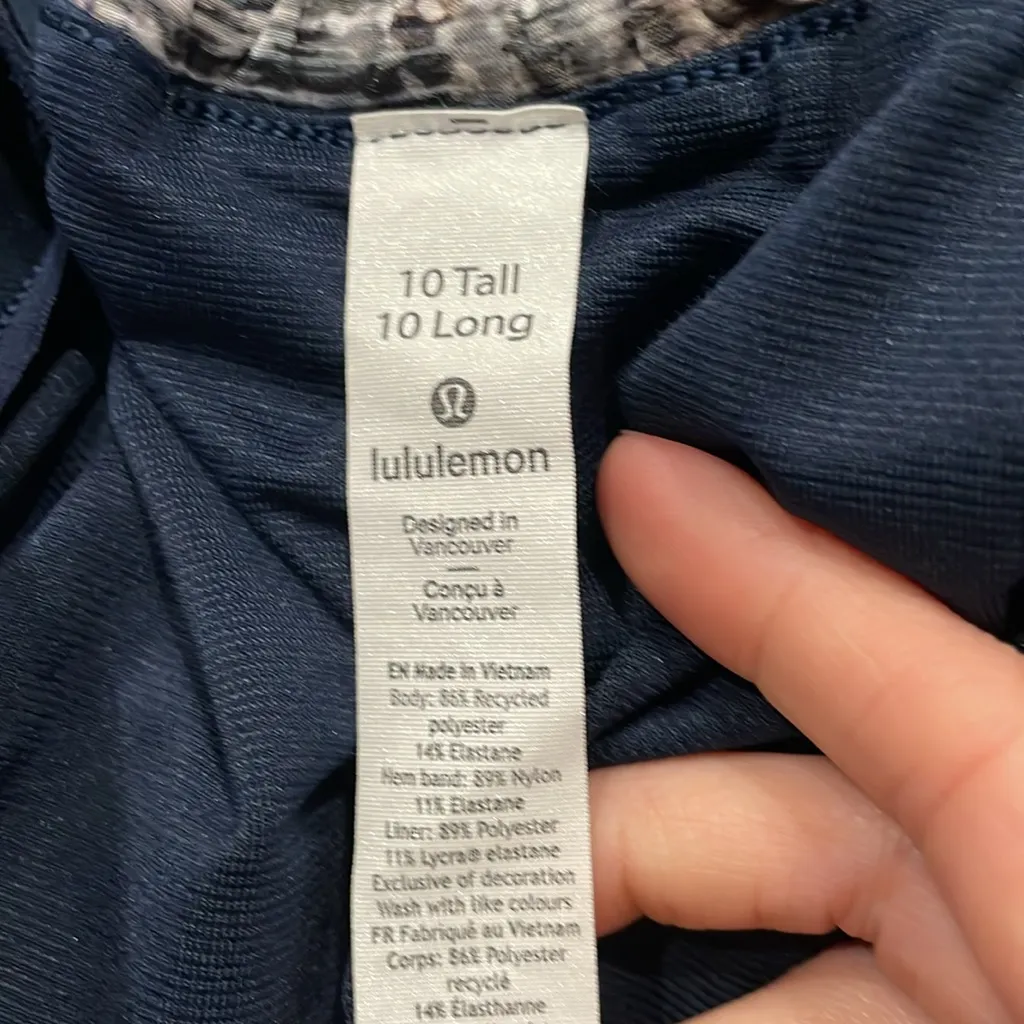 10 Tall
10 Long
lululemon
Designed in
Vancouver
—
Conçu à
Vancouver
EN Made in Vietnam
Body: 86% Recycled
polyester
14% Elastane
Hem band: 89% Nylon
11% Elastane
Liner: 89% Polyester
11% Lycra® elastane
Exclusive of decoration
Wash with like colours
FR Fabriqué au Vietnam
Corps: 86% Polyester
recyclé
14% Élasthanne